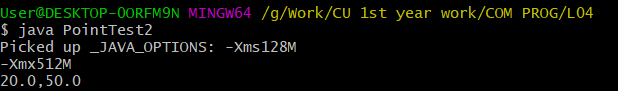 User@DESKTOP-OORFM9N MINGW64 /g/Work/CU 1st year work/COM PROG/LO4
$ java PointTest2
Picked up _JAVA_OPTIONS: -Xms128M
-Xmx512M
20.0,50.0